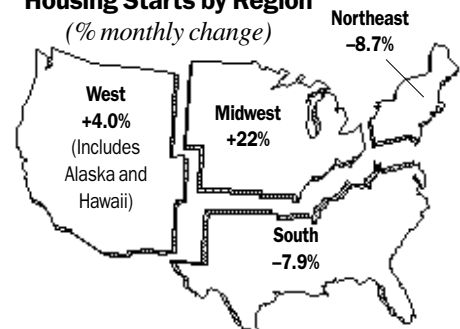 Housing Starts by Region
(% monthly change)
Northeast
–8.7%
West
+4.0%
(Includes
Alaska and
Hawaii)
Midwest
+22%
South
–7.9%